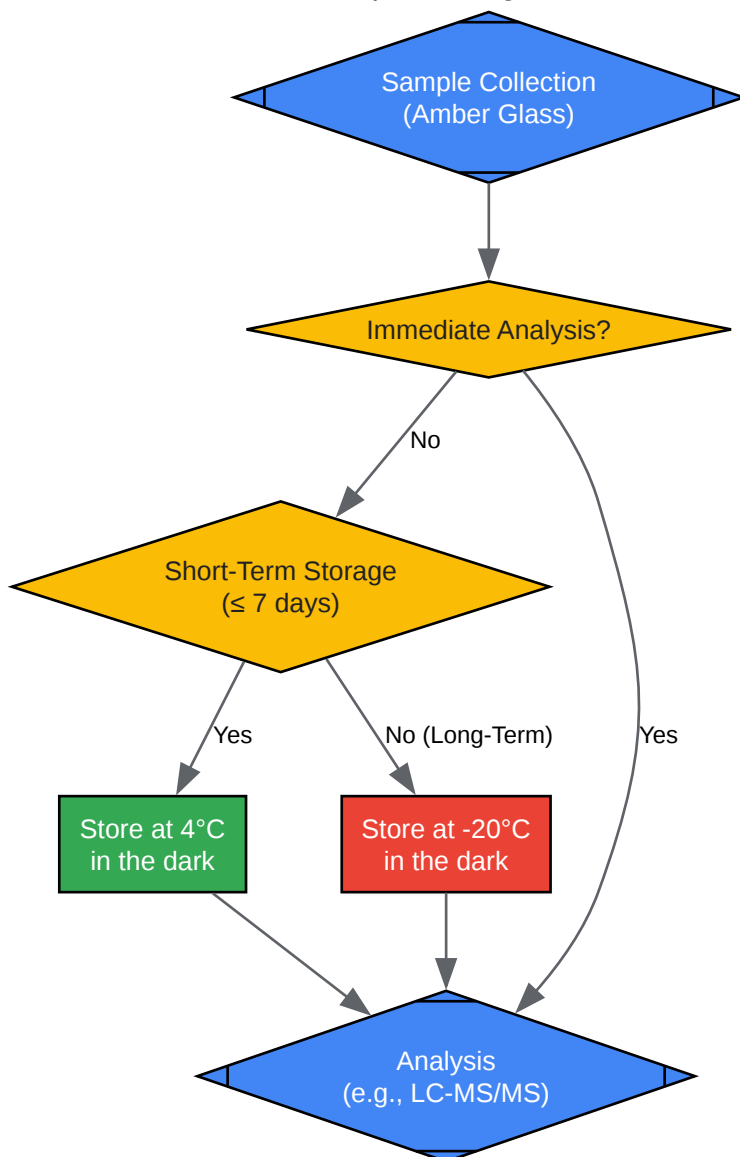 Sample Collection
(Amber Glass)
Immediate Analysis?
No
Short-Term Storage
(≤ 7 days)
Yes
No (Long-Term)
Yes
Store at 4°C
in the dark
Store at -20°C
in the dark
Analysis
(e.g., LC-MS/MS)